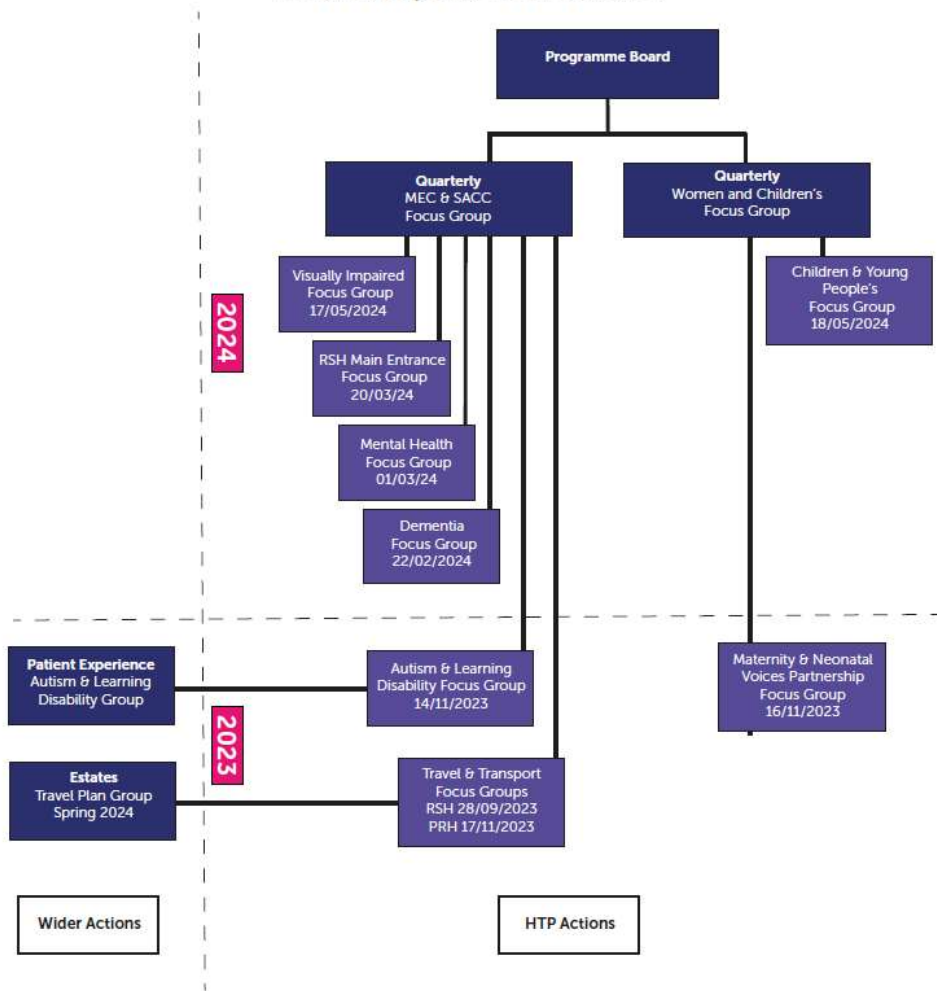 Programme Board
Quarterly
MEC & SACC
Focus Group
Quarterly
Women and Children's
Focus Group
Visually Impaired
Focus Group
17/05/2024
Children & Young
People's
Focus Group
18/05/2024
2024
RSH Main Entrance
Focus Group
20/03/24
Mental Health
Focus Group
01/03/24
Dementia
Focus Group
22/02/2024
Patient Experience
Autism & Learning
Disability Group
Autism & Learning
Disability Focus Group
14/11/2023
Maternity & Neonatal
Voices Partnership
Focus Group
16/11/2023
2023
Estates
Travel Plan Group
Spring 2024
Travel & Transport
Focus Groups
RSH 28/09/2023
PRH 17/11/2023
Wider Actions
HTP Actions